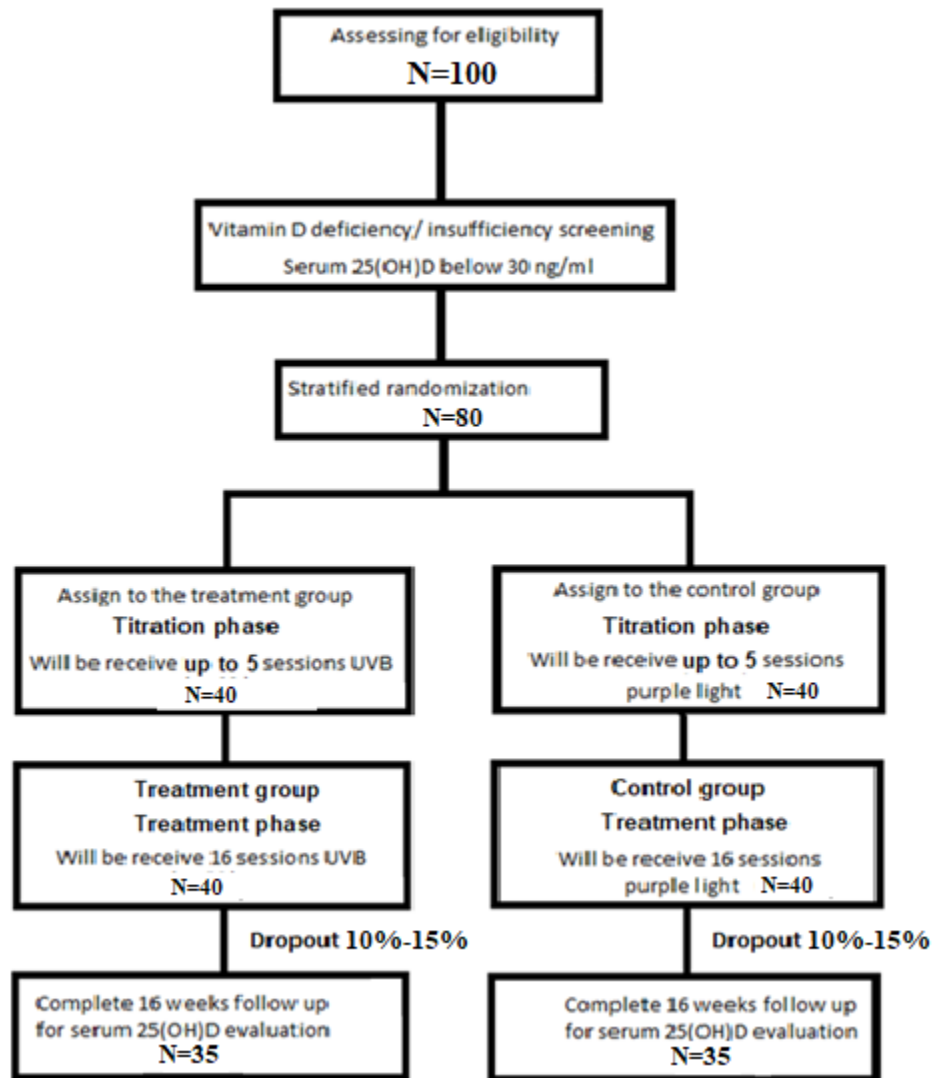 Assessing for eligibility
N=100
Vitamin D deficiency/ insufficiency screening
Serum 25(OH)D below 30 ng/ml
Stratified randomization
N=80
Assign to the treatment group
Titration phase
Will be receive up to 5 sessions UVB
N=40
Assign to the control group
Titration phase
Will be receive up to 5 sessions
purple light N=40
Treatment group
Treatment phase
Will be receive 16 sessions UVB
N=40
Control group
Treatment phase
Will be receive 16 sessions
purple light N=40
Dropout 10%-15%
Dropout 10%-15%
Complete 16 weeks follow up
for serum 25(OH)D evaluation
N=35
Complete 16 weeks follow up
for serum 25(OH)D evaluation
N=35